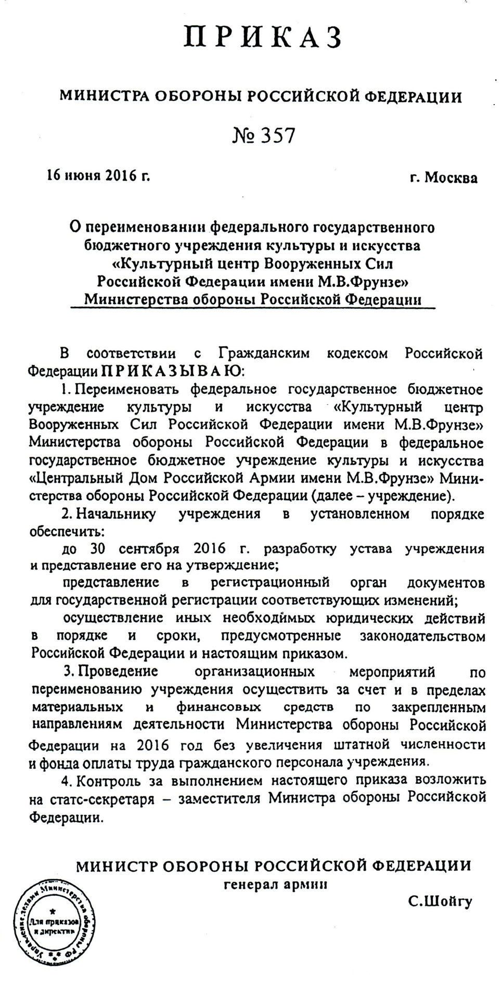 ПРИКАЗ
МИНИСТРА ОБОРОНЫ РОССИЙСКОЙ ФЕДЕРАЦИИ
№ 357
16 июня 2016 г.
г. Москва
О переименовании федерального государственного
бюджетного учреждения культуры и искусства
«Культурный центр Вооруженных Сил
Российской Федерации имени М.В.Фрунзе»
Министерства обороны Российской Федерации
В соответствии с Гражданским кодексом Российской
Федерации ПРИКАЗЫВАЮ:
1. Переименовать федеральное государственное бюджетное
учреждение культуры и искусства «Культурный центр
Вооруженных Сил Российской Федерации имени М.В.Фрунзе»
Министерства обороны Российской Федерации в федеральное
государственное бюджетное учреждение культуры и искусства
«Центральный Дом Российской Армии имени М.В.Фрунзе» Мини-
стерства обороны Российской Федерации (далее – учреждение).
2. Начальнику учреждения в установленном порядке
обеспечить:
до 30 сентября 2016 г. разработку устава учреждения
и представление его на утверждение;
представление в регистрационный орган документов
для государственной регистрации соответствующих изменений;
осуществление иных необходимых юридических действий
в порядке и сроки, предусмотренные законодательством
Российской Федерации и настоящим приказом.
3. Проведение организационных мероприятий по
переименованию учреждения осуществить за счет и в пределах
материальных и финансовых средств по закрепленным
направлениям деятельности Министерства обороны Российской
Федерации на 2016 год без увеличения штатной численности
и фонда оплаты труда гражданского персонала учреждения.
4. Контроль за выполнением настоящего приказа возложить
на статс-секретаря – заместителя Министра обороны Российской
Федерации.
МИНИСТР ОБОРОНЫ РОССИЙСКОЙ ФЕДЕРАЦИИ
генерал армии
С.Шойгу
Управление делами Министерства обороны РФ
Для приказов
и директив